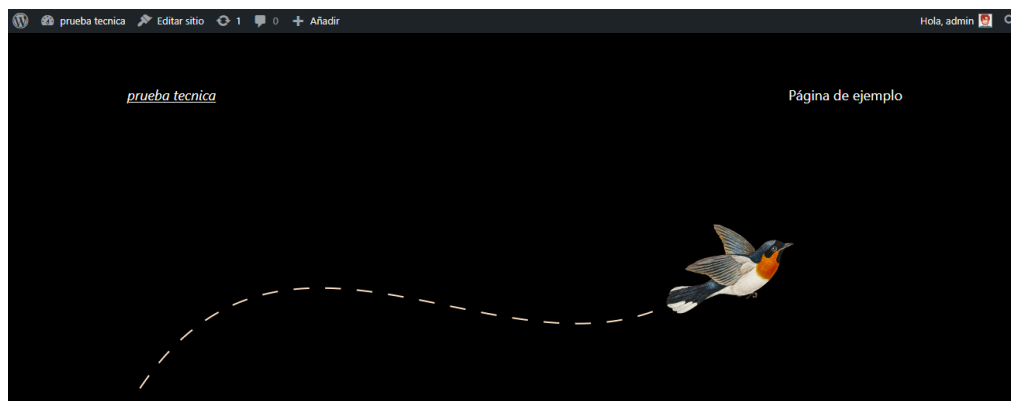 prueba tecnica Editar sitio 1 0 Añadir Hola, admin
prueba tecnica Página de ejemplo